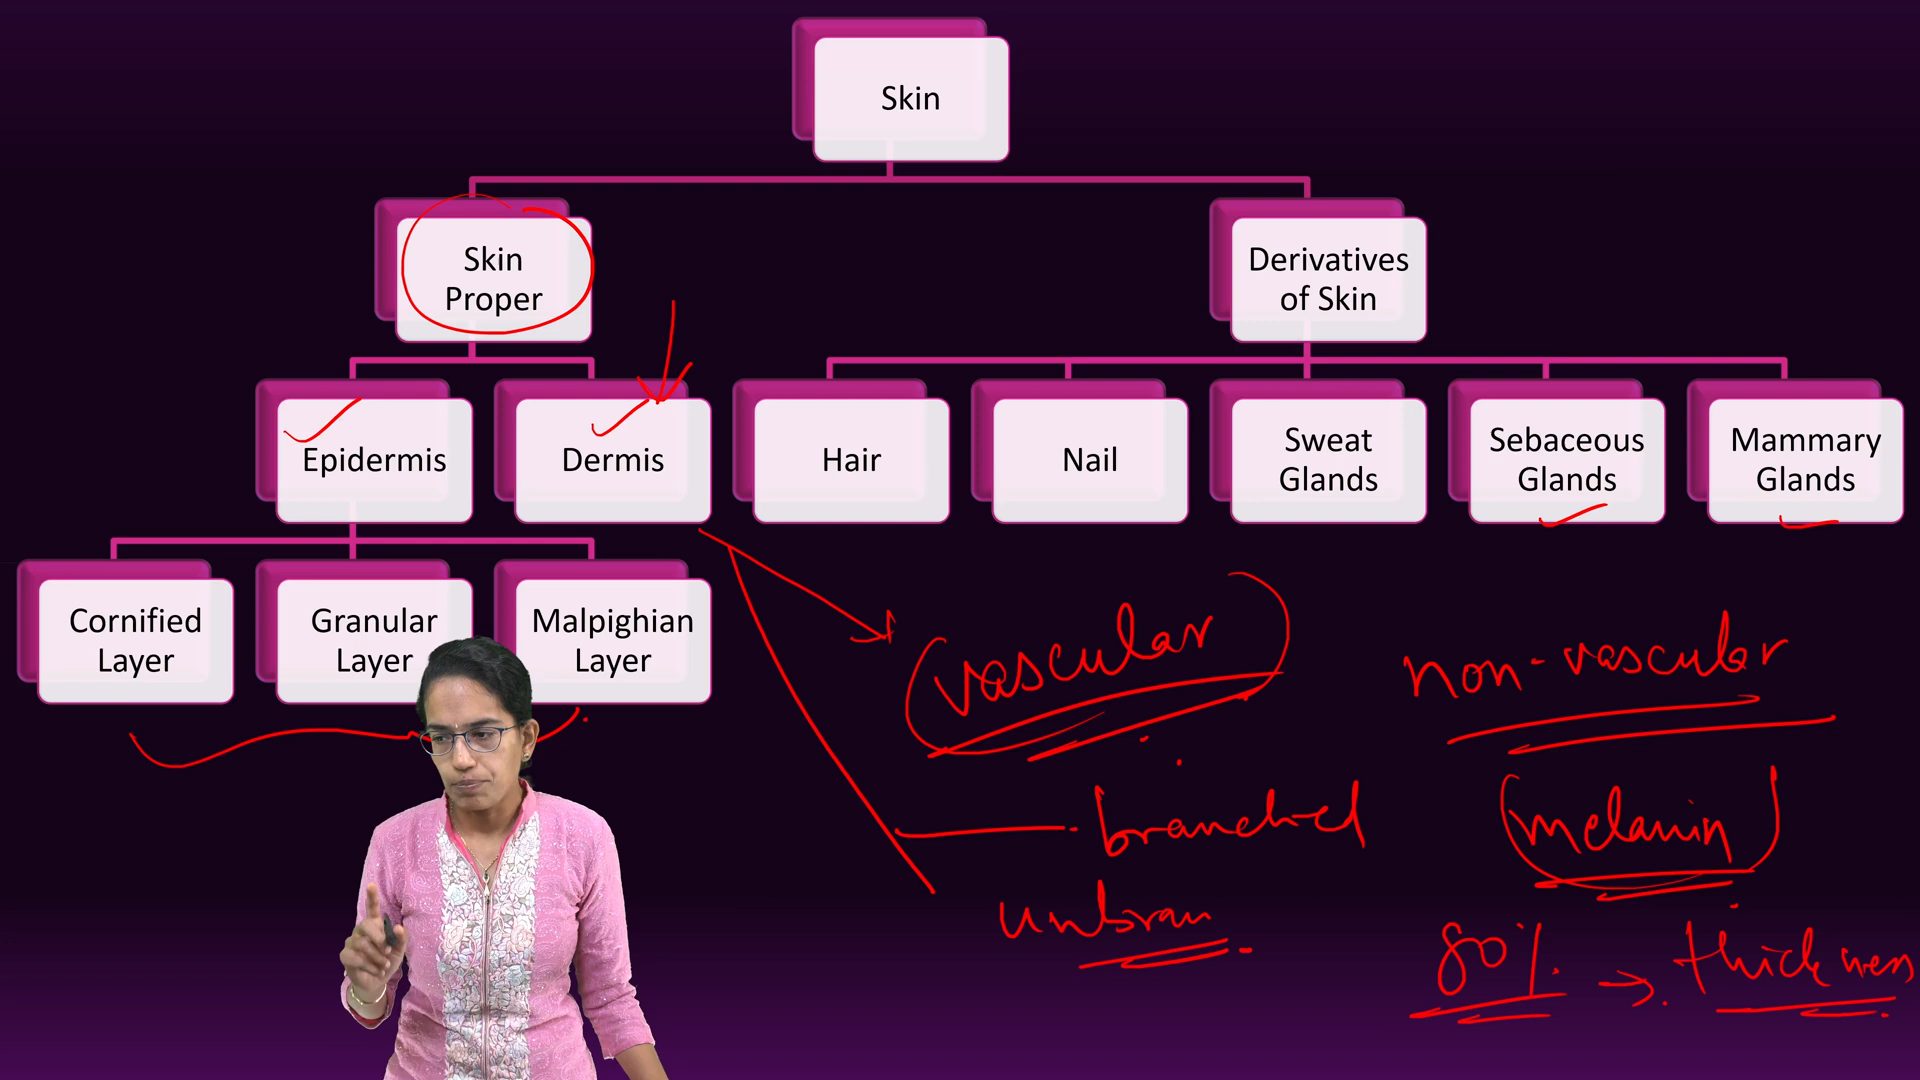 Skin
Skin
Proper
Derivatives
of Skin
Epidermis
Dermis
Hair
Nail
Sweat
Glands
Sebaceous
Glands
Mammary
Glands
Cornified
Layer
Granular
Layer
Malpighian
Layer
vascular
non-vascular
branched
melanin
unbran
80% → thickness